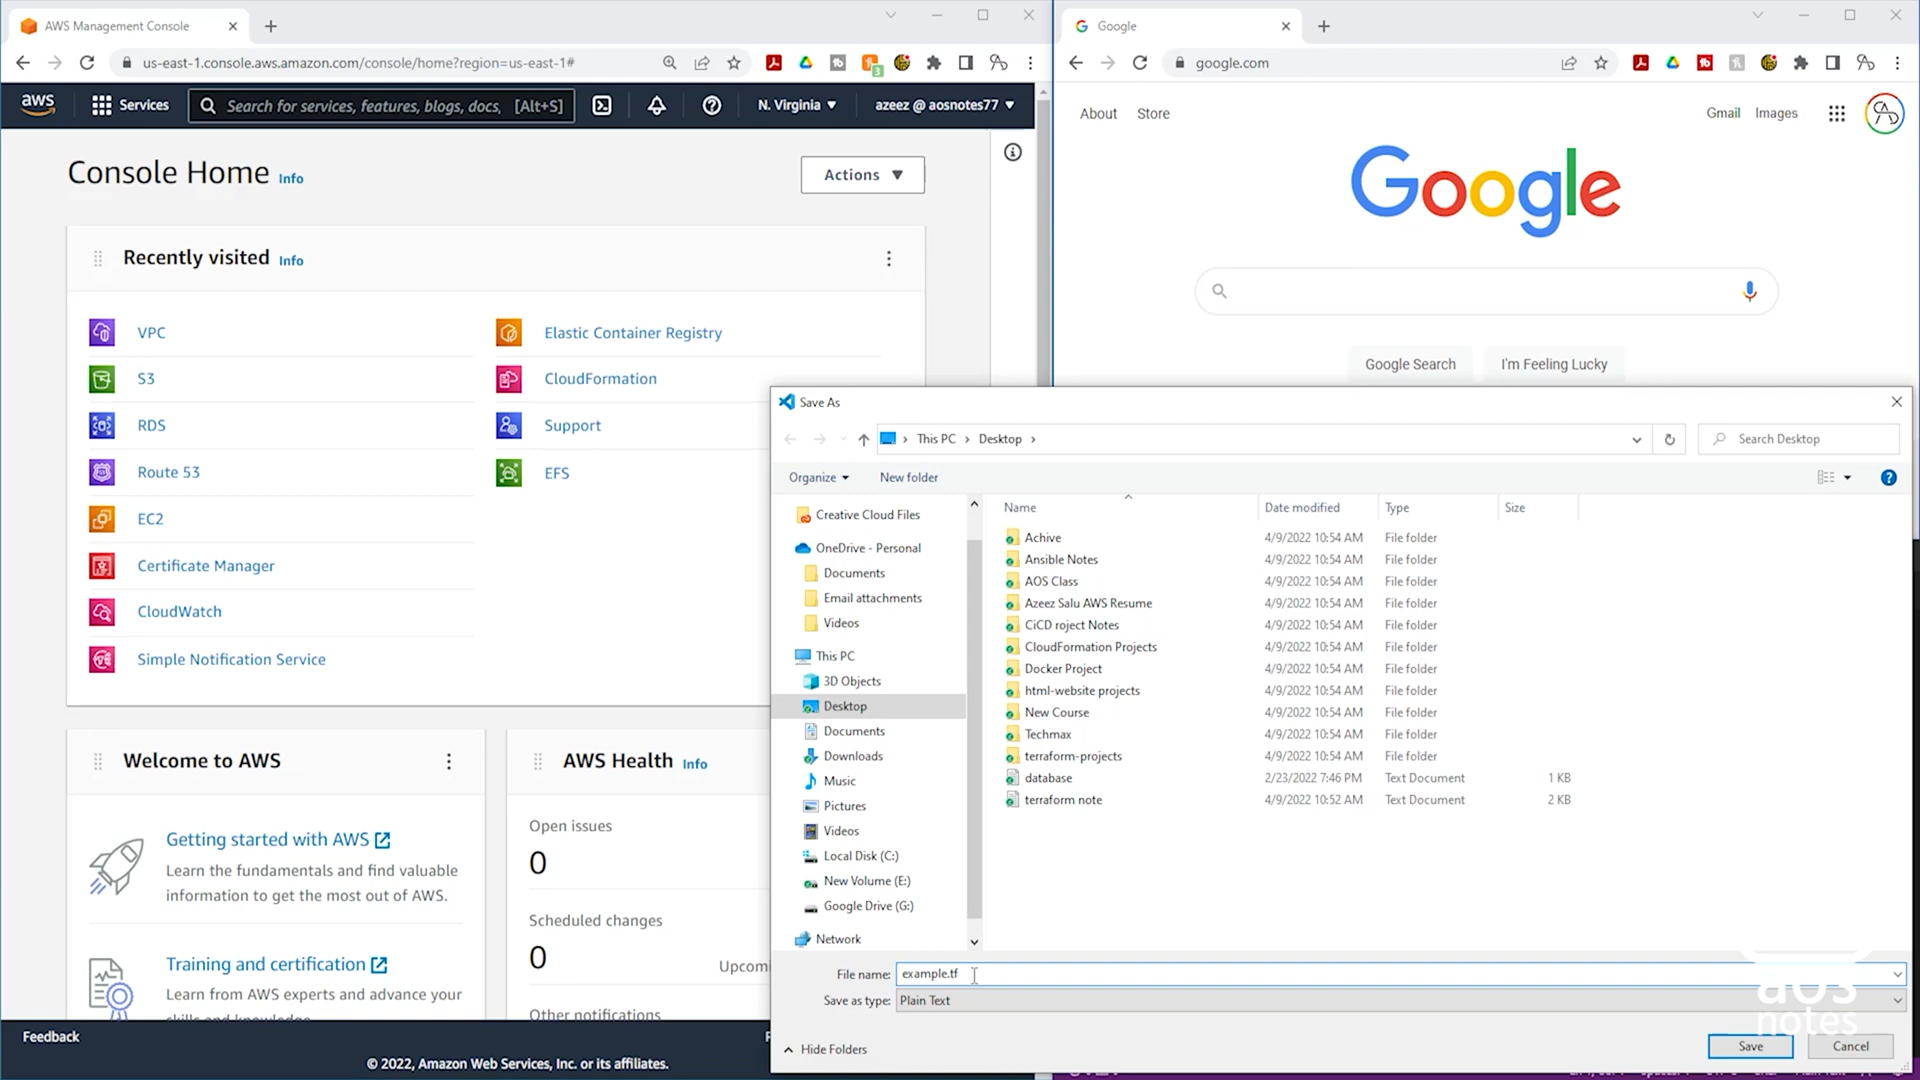 AWS Management Console
us-east-1.console.aws.amazon.com/console/home?region=us-east-1#
3
aws
Services
Search for services, features, blogs, docs, [Alt+S]
N. Virginia ▼
azeez @ aosnotes77 ▼
Console Home Info
Actions ▼
Recently visited Info
VPC
S3
RDS
Route 53
EC2
Certificate Manager
CloudWatch
Simple Notification Service
Elastic Container Registry
CloudFormation
Support
EFS
Welcome to AWS
Getting started with AWS
Learn the fundamentals and find valuable
information to get the most out of AWS.
Training and certification
Learn from AWS experts and advance your
skills and knowledge.
AWS Health Info
Open issues
0
Scheduled changes
0
Upcomi
Other notifications
Feedback
© 2022, Amazon Web Services, Inc. or its affiliates.
Google
google.com
About
Store
Gmail
Images
Google
Google Search
I'm Feeling Lucky
Save As
This PC
Desktop
Search Desktop
Organize
New folder
Creative Cloud Files
OneDrive - Personal
Documents
Email attachments
Videos
This PC
3D Objects
Desktop
Documents
Downloads
Music
Pictures
Videos
Local Disk (C:)
New Volume (E:)
Google Drive (G:)
Network
Name Date modified Type Size
Achive 4/9/2022 10:54 AM File folder
Ansible Notes 4/9/2022 10:54 AM File folder
AOS Class 4/9/2022 10:54 AM File folder
Azeez Salu AWS Resume 4/9/2022 10:54 AM File folder
CiCD roject Notes 4/9/2022 10:54 AM File folder
CloudFormation Projects 4/9/2022 10:54 AM File folder
Docker Project 4/9/2022 10:54 AM File folder
html-website projects 4/9/2022 10:54 AM File folder
New Course 4/9/2022 10:54 AM File folder
Techmax 4/9/2022 10:54 AM File folder
terraform-projects 4/9/2022 10:54 AM File folder
database 2/23/2022 7:46 PM Text Document 1 KB
terraform note 4/9/2022 10:52 AM Text Document 2 KB
File name: example.tf
Save as type: Plain Text
Hide Folders
Save
Cancel
aos
notes